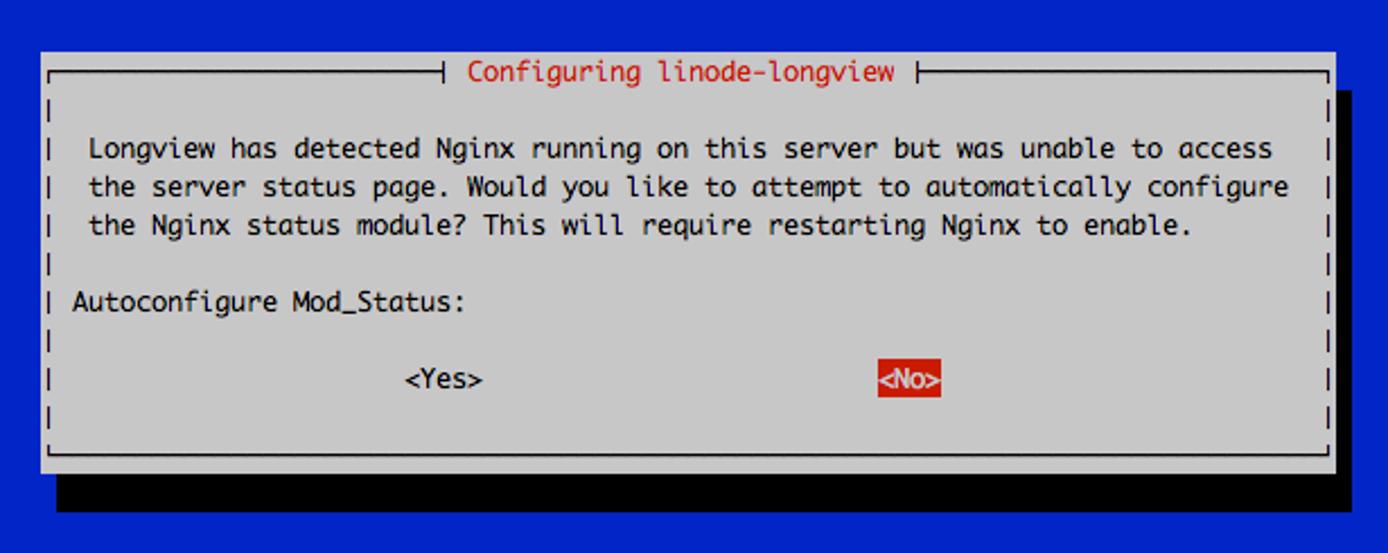 Configuring linode-longview
Longview has detected Nginx running on this server but was unable to access
the server status page. Would you like to attempt to automatically configure
the Nginx status module? This will require restarting Nginx to enable.
Autoconfigure Mod_Status:
<Yes> <No>